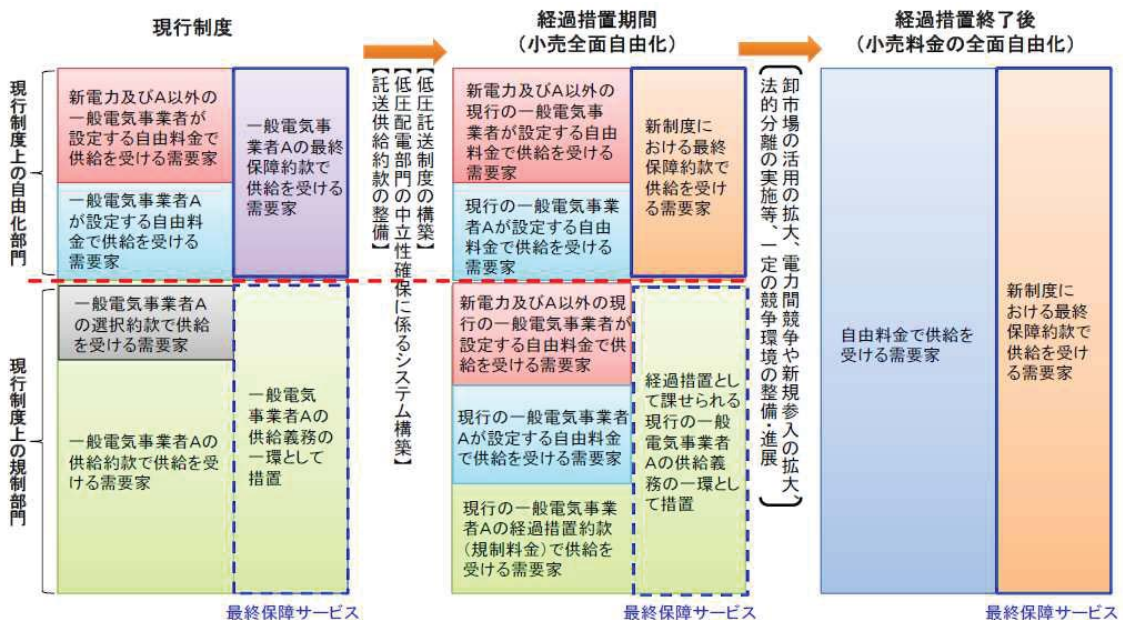 現行制度
経過措置期間
(小売全面自由化)
経過措置終了後
(小売料金の全面自由化)
現行制度上の自由化部門
新電力及びA以外の
一般電気事業者が
設定する自由料金で
供給を受ける需要家
一般電気事業者A
が設定する自由料
金で供給を受ける
需要家
一般電気事
業者Aの最終
保障約款で
供給を受ける
需要家
現行制度上の規制部門
一般電気事業者A
の選択約款で供給
を受ける需要家
一般電気事業者Aの
供給約款で供給を受
ける需要家
一般電気
事業者Aの
供給義務の
一環として
措置
最終保障サービス
【低圧託送制度の構築】
【低圧配電部門の中立性確保に係るシステム構築】
【託送供給約款の整備】
新電力及びA以外の
現行の一般電気事
業者が設定する自由
料金で供給を受ける
需要家
現行の一般電気事業
者Aが設定する自由
料金で供給を受ける
需要家
新制度に
おける最終
保障約款で
供給を受け
る需要家
新電力及びA以外の現
行の一般電気事業者が
設定する自由料金で供
給を受ける需要家
現行の一般電気事業者
Aが設定する自由料金
で供給を受ける需要家
現行の一般電気事業
者Aの経過措置約款
(規制料金)で供給を
受ける需要家
経過措置とし
て課せられる
現行の一般
電気事業者
Aの供給義
務の一環とし
て措置
最終保障サービス
卸市場の活用の拡大、電力間競争や新規参入の拡大、
法的分離の実施等、一定の競争環境の整備・進展
自由料金で供給を
受ける需要家
新制度に
おける最終
保障約款で
供給を受け
る需要家
最終保障サービス